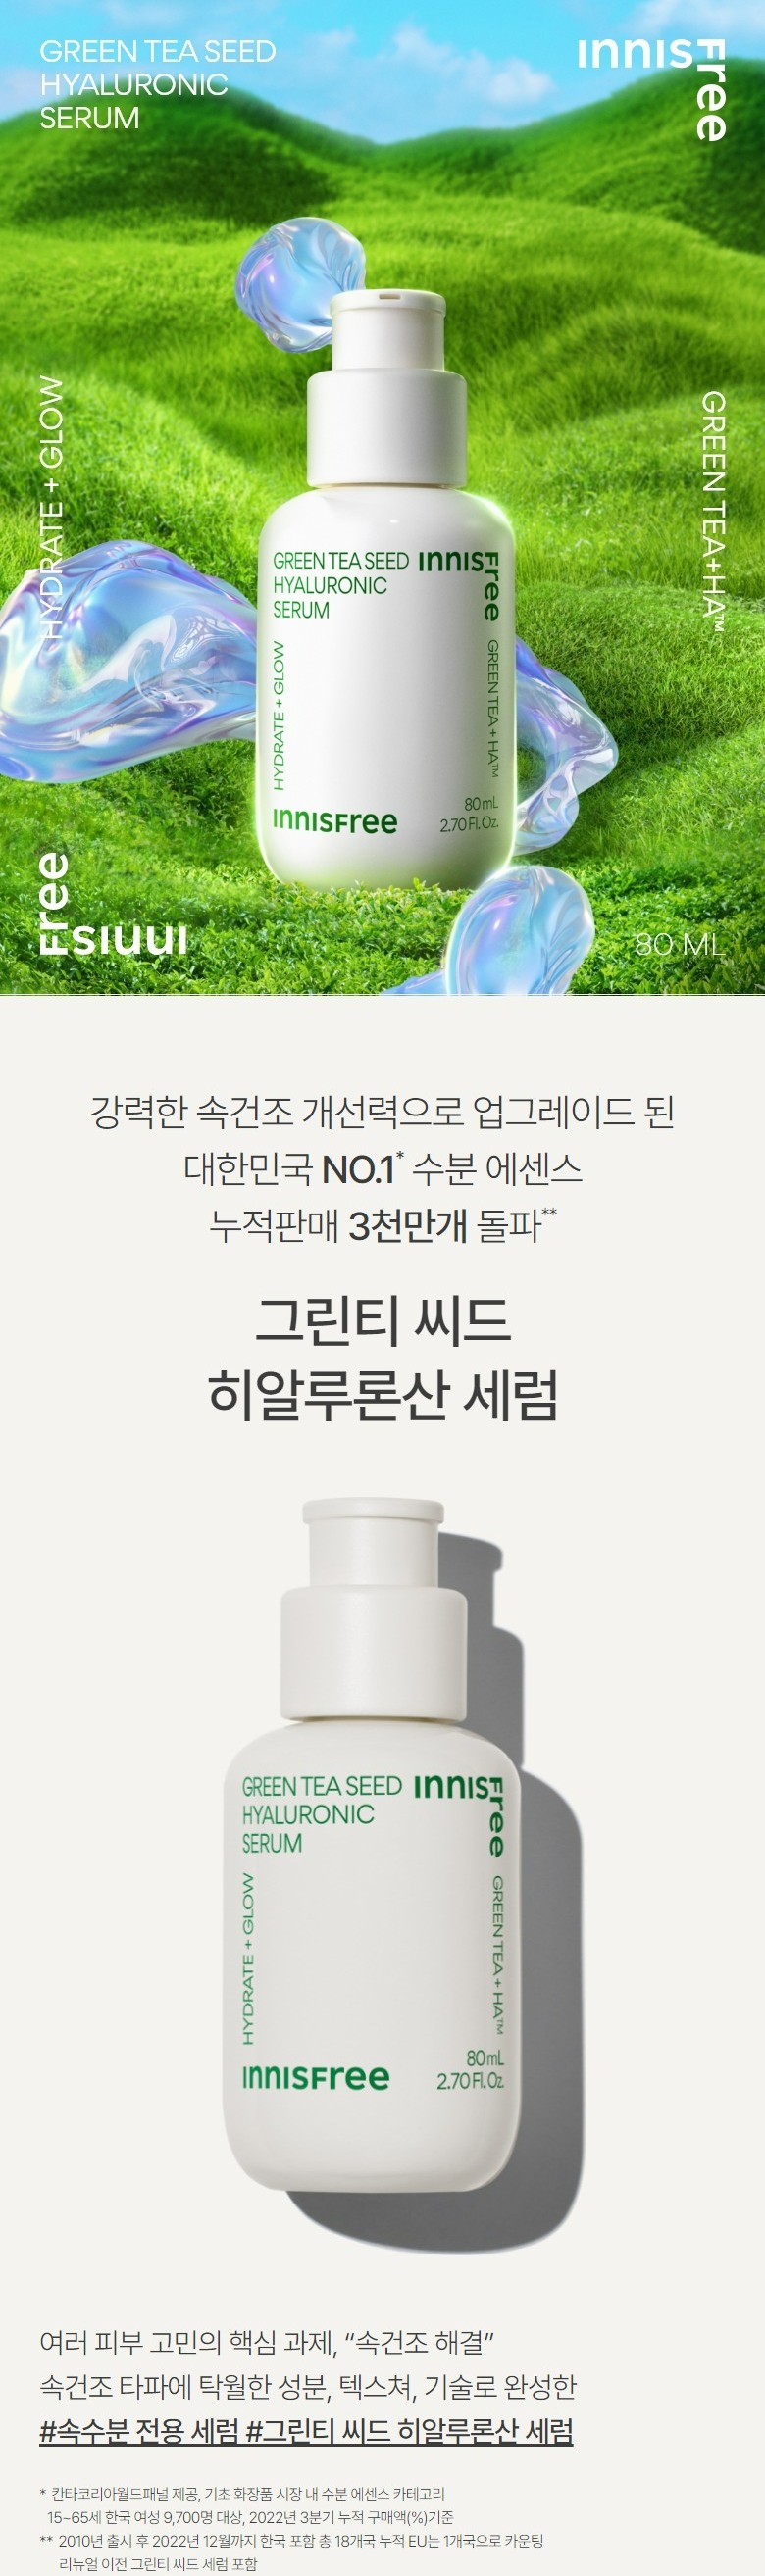 GREEN TEA SEED
HYALURONIC
SERUM
INNISFree
HYDRATE + GLOW
GREEN TEA+HA™
GREEN TEA SEED
HYALURONIC
SERUM
INNISFree
HYDRATE + GLOW
GREEN TEA + HA™
INNISFree
80 mL
2.70 Fl. Oz.
INNISFree
80 ML
강력한 속건조 개선력으로 업그레이드 된
대한민국 NO.1* 수분 에센스
누적판매 3천만개 돌파**
그린티 씨드
히알루론산 세럼
GREEN TEA SEED
HYALURONIC
SERUM
INNISFree
HYDRATE + GLOW
GREEN TEA + HA™
INNISFree
80 mL
2.70 Fl. Oz.
여러 피부 고민의 핵심 과제, “속건조 해결”
속건조 타파에 탁월한 성분, 텍스쳐, 기술로 완성한
#속수분 전용 세럼 #그린티 씨드 히알루론산 세럼
* 칸타코리아월드패널 제공, 기초 화장품 시장 내 수분 에센스 카테고리
15~65세 한국 여성 9,700명 대상, 2022년 3분기 누적 구매액(%)기준
** 2010년 출시 후 2022년 12월까지 한국 포함 총 18개국 누적 EU는 1개국으로 카운팅
리뉴얼 이전 그린티 씨드 세럼 포함